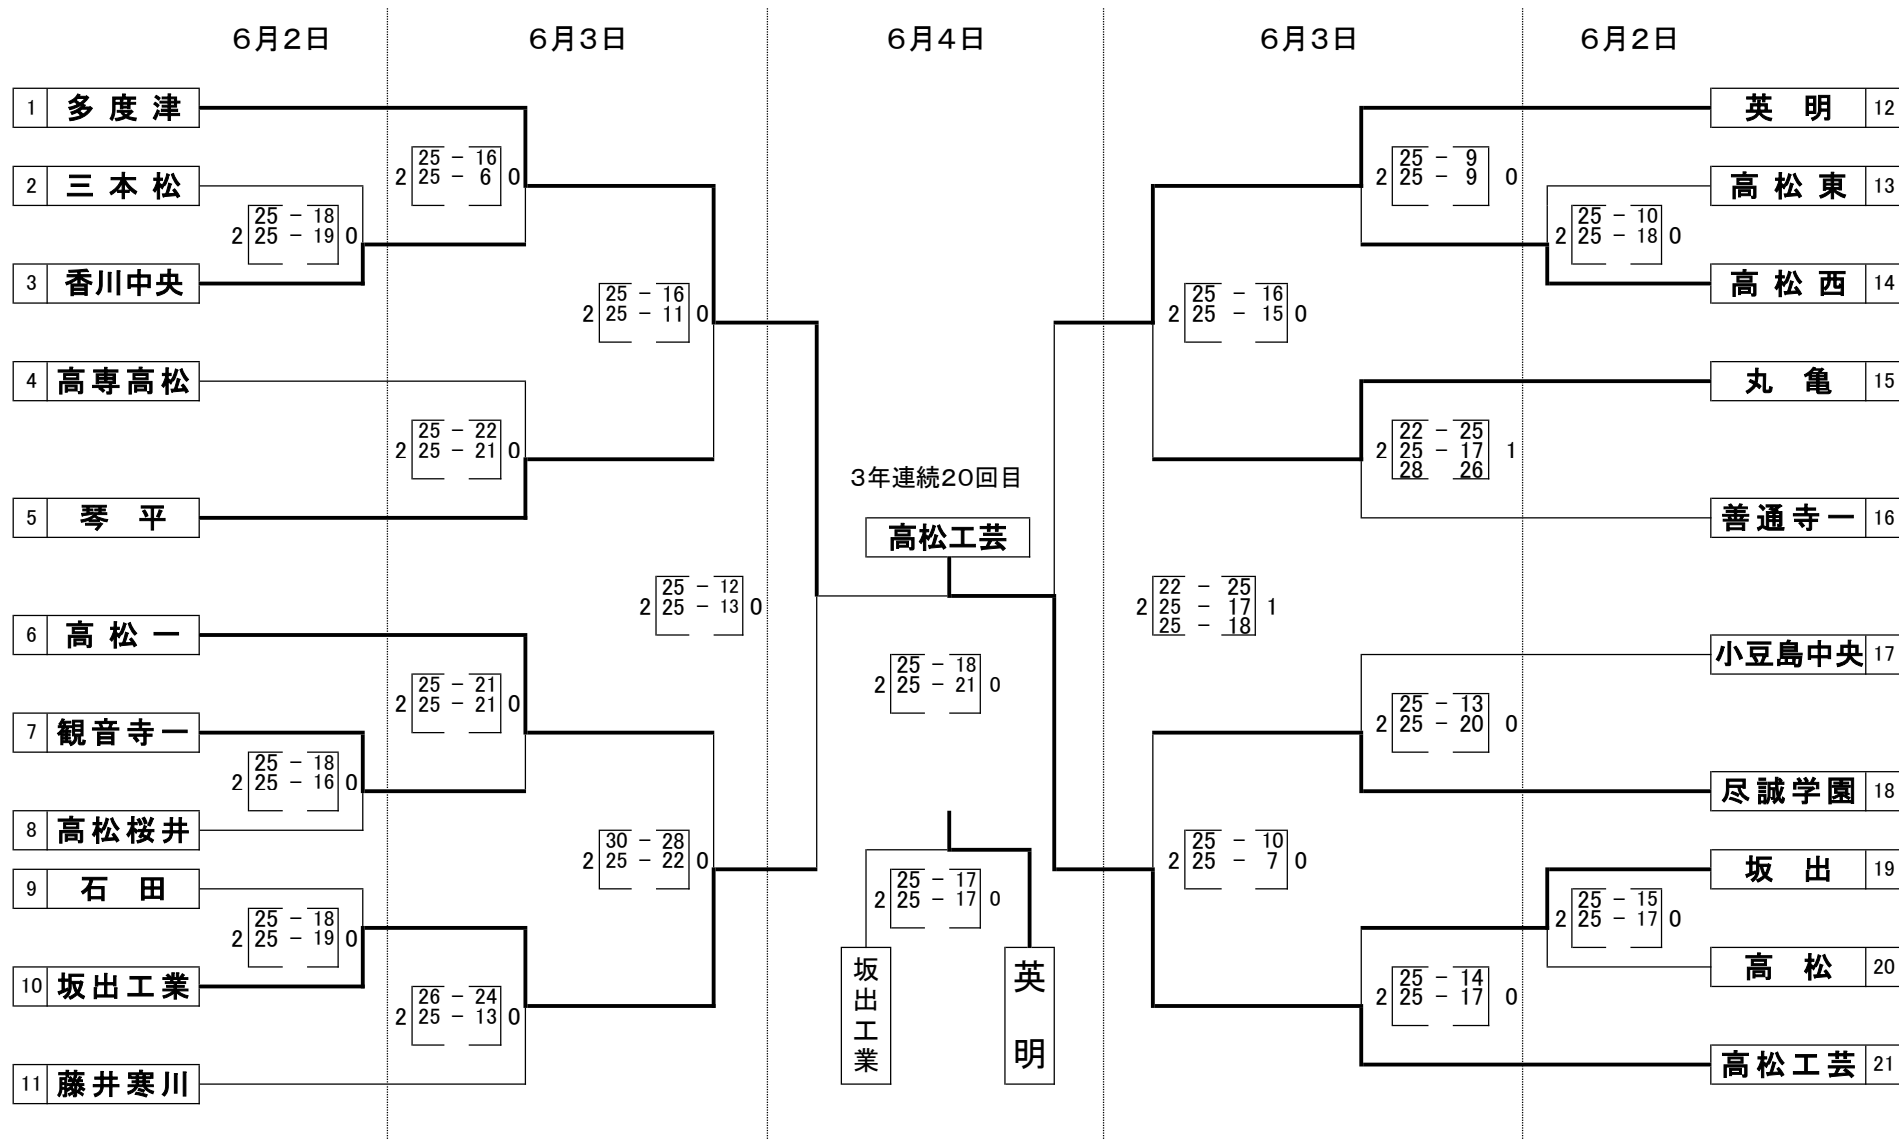 6月2日
6月3日
6月4日
6月3日
6月2日
1 多度津
2 三本松
3 香川中央
4 高専高松
5 琴平
6 高松一
7 観音寺一
8 高松桜井
9 石田
10 坂出工業
11 藤井寒川
2 25 - 18 0
25 - 19
2 25 - 18 0
25 - 16
2 25 - 18 0
25 - 19
2 25 - 16 0
25 - 6
2 25 - 22 0
25 - 21
2 25 - 21 0
25 - 21
2 26 - 24 0
25 - 13
2 25 - 16 0
25 - 11
2 30 - 28 0
25 - 22
2 25 - 12 0
25 - 13
3年連続20回目
高松工芸
2 25 - 18 0
25 - 21
2 25 - 17 0
25 - 17
坂出工業
英明
2 22 - 25 1
25 - 17
25 - 18
2 25 - 16 0
25 - 15
2 25 - 10 0
25 - 7
2 25 - 9 0
25 - 9
2 22 - 25 1
25 - 17
28 26
2 25 - 13 0
25 - 20
2 25 - 14 0
25 - 17
2 25 - 10 0
25 - 18
2 25 - 15 0
25 - 17
英明 12
高松東 13
高松西 14
丸亀 15
善通寺一 16
小豆島中央 17
尽誠学園 18
坂出 19
高松 20
高松工芸 21